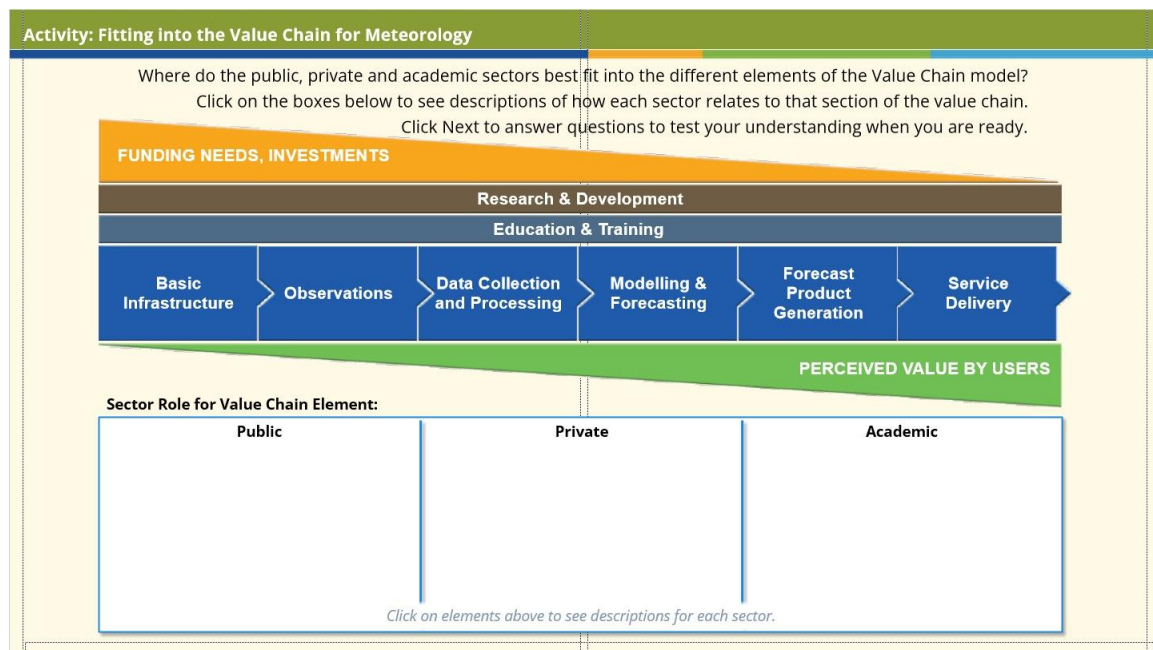 Activity: Fitting into the Value Chain for Meteorology
Where do the public, private and academic sectors best fit into the different elements of the Value Chain model?
Click on the boxes below to see descriptions of how each sector relates to that section of the value chain.
Click Next to answer questions to test your understanding when you are ready.
FUNDING NEEDS, INVESTMENTS
Research & Development
Education & Training
Basic
Infrastructure
Observations
Data Collection
and Processing
Modelling &
Forecasting
Forecast
Product
Generation
Service
Delivery
PERCEIVED VALUE BY USERS
Sector Role for Value Chain Element:
Public
Private
Academic
Click on elements above to see descriptions for each sector.